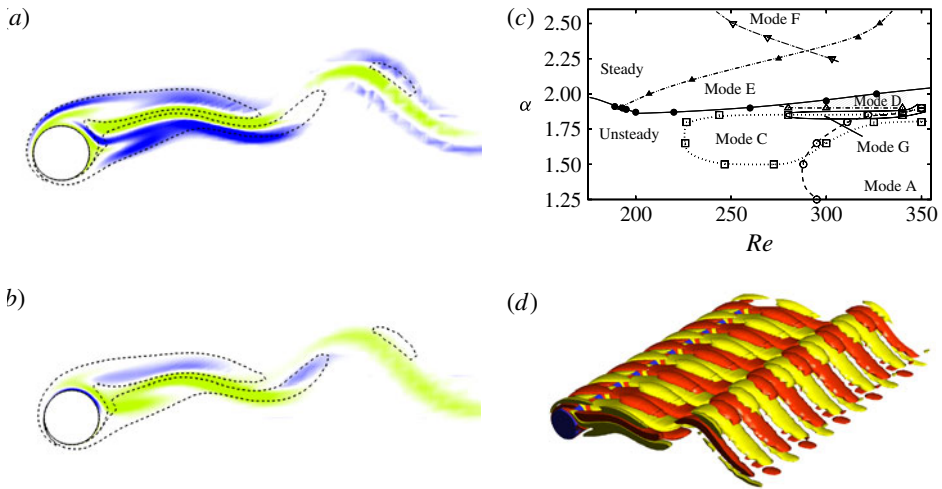 (a)
(c)
2.50
2.25
2.00
α
1.75
1.50
1.25
Mode F
Steady
Mode E
Mode D
Unsteady
Mode C
Mode G
Mode A
200
250
300
350
Re
(b)
(d)